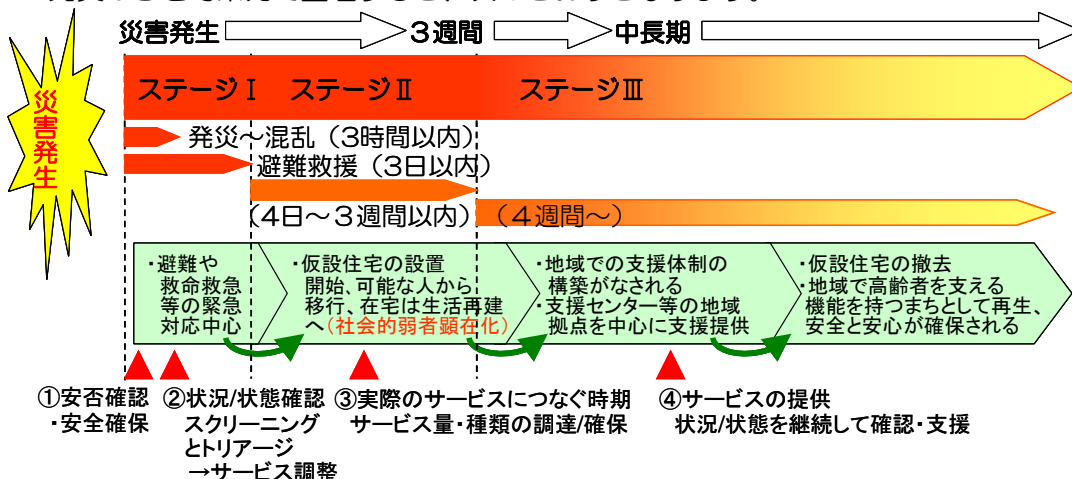 災害発生
3週間
中長期
災害発生
ステージⅠ
ステージⅡ
ステージⅢ
発災～混乱（3時間以内）
避難救援（3日以内）
（4日～3週間以内）
（4週間～）
・避難や
救命救急
等の緊急
対応中心
・仮設住宅の設置
開始、可能な人から
移行、在宅は生活再建
へ（社会的弱者顕在化）
・地域での支援体制の
構築がなされる
・支援センター等の地域
拠点を中心に支援提供
・仮設住宅の撤去
・地域で高齢者を支える
機能を持つまちとして再生、
安全と安心が確保される
①安否確認
・安全確保
②状況/状態確認
スクリーニング
とトリアージ
→サービス調整
③実際のサービスにつなぐ時期
サービス量・種類の調達/確保
④サービスの提供
状況/状態を継続して確認・支援